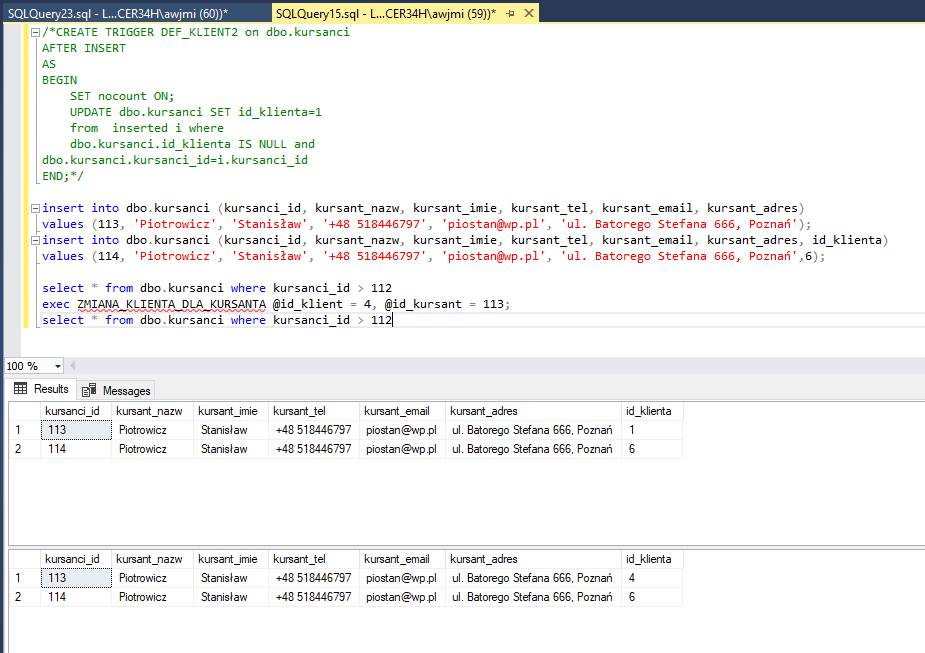 SQLQuery23.sql - L...CER34H\awjmi (60))*
SQLQuery15.sql - L...CER34H\awjmi (59))*
/*CREATE TRIGGER DEF_KLIENT2 on dbo.kursanci
AFTER INSERT
AS
BEGIN
SET nocount ON;
UPDATE dbo.kursanci SET id_klienta=1
from inserted i where
dbo.kursanci.id_klienta IS NULL and
dbo.kursanci.kursanci_id=i.kursanci_id
END;*/
insert into dbo.kursanci (kursanci_id, kursant_nazw, kursant_imie, kursant_tel, kursant_email, kursant_adres)
values (113, 'Piotrowicz', 'Stanisław', '+48 518446797', 'piostan@wp.pl', 'ul. Batorego Stefana 666, Poznań');
insert into dbo.kursanci (kursanci_id, kursant_nazw, kursant_imie, kursant_tel, kursant_email, kursant_adres, id_klienta)
values (114, 'Piotrowicz', 'Stanisław', '+48 518446797', 'piostan@wp.pl', 'ul. Batorego Stefana 666, Poznań',6);
select * from dbo.kursanci where kursanci_id > 112
exec ZMIANA_KLIENTA_DLA_KURSANTA @id_klient = 4, @id_kursant = 113;
select * from dbo.kursanci where kursanci_id > 112
100 %
Results Messages
kursanci_id kursant_nazw kursant_imie kursant_tel kursant_email kursant_adres id_klienta
1 113 Piotrowicz Stanisław +48 518446797 piostan@wp.pl ul. Batorego Stefana 666, Poznań 1
2 114 Piotrowicz Stanisław +48 518446797 piostan@wp.pl ul. Batorego Stefana 666, Poznań 6
kursanci_id kursant_nazw kursant_imie kursant_tel kursant_email kursant_adres id_klienta
1 113 Piotrowicz Stanisław +48 518446797 piostan@wp.pl ul. Batorego Stefana 666, Poznań 4
2 114 Piotrowicz Stanisław +48 518446797 piostan@wp.pl ul. Batorego Stefana 666, Poznań 6